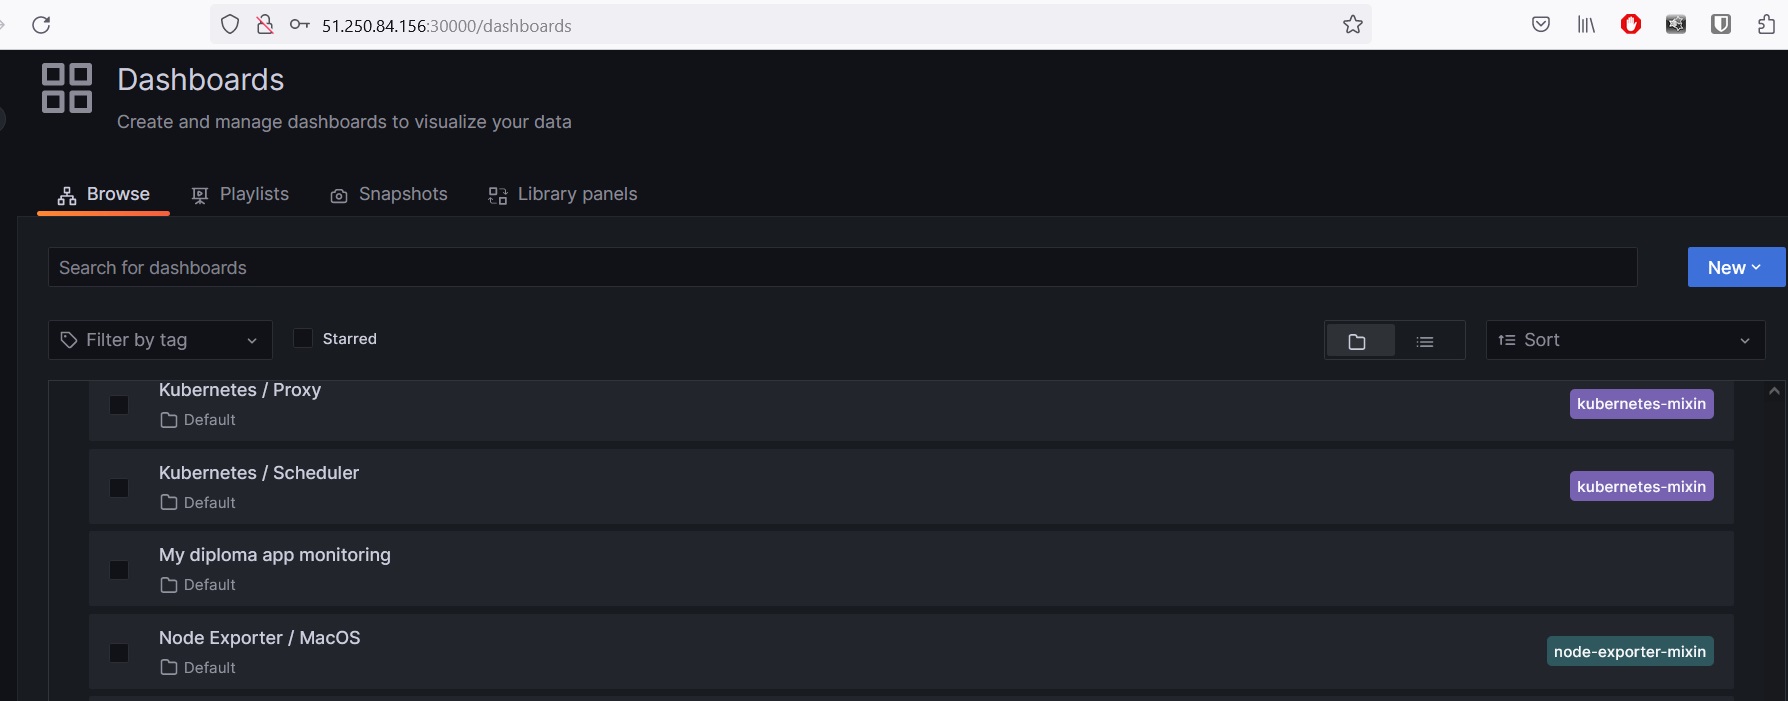 51.250.84.156:30000/dashboards
Dashboards
Create and manage dashboards to visualize your data
Browse Playlists Snapshots Library panels
Search for dashboards New
Filter by tag Starred Sort
Kubernetes / Proxy kubernetes-mixin
Default
Kubernetes / Scheduler kubernetes-mixin
Default
My diploma app monitoring
Default
Node Exporter / MacOS node-exporter-mixin
Default